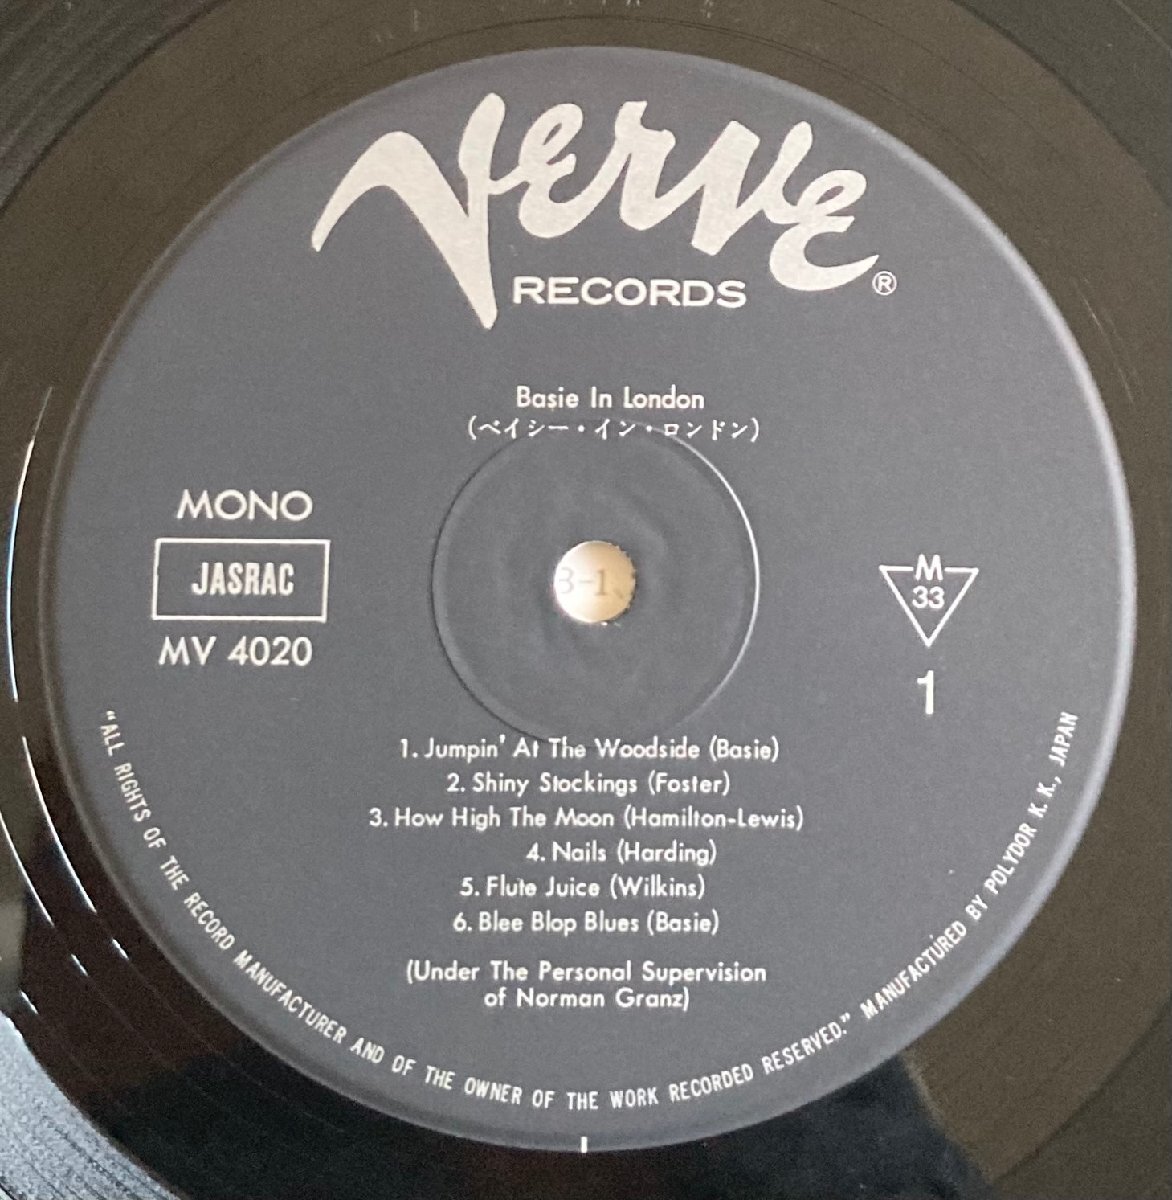 Verve
RECORDS ®
Basie In London
(ベイシー・イン・ロンドン)
MONO
JASRAC
MV 4020
M
33
1
3-1
1. Jumpin' At The Woodside (Basie)
2. Shiny Stockings (Foster)
3. How High The Moon (Hamilton-Lewis)
4. Nails (Harding)
5. Flute Juice (Wilkins)
6. Blee Blop Blues (Basie)
(Under The Personal Supervision
of Norman Granz)
"ALL RIGHTS OF THE RECORD MANUFACTURER AND OF THE OWNER OF THE WORK RECORDED RESERVED." MANUFACTURED BY POLYDOR K. K., JAPAN